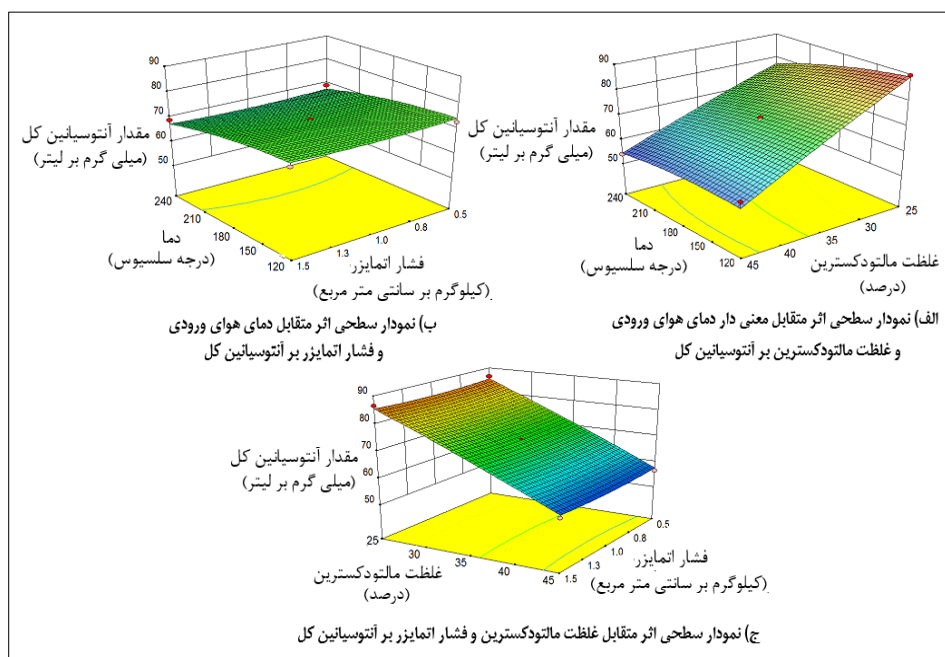 90
80
70
60
50
مقدار آنتوسیانین کل
(میلی گرم بر لیتر)
240
210
180
150
120
دما
(درجه سلسیوس)
1.5
1.3
1.0
0.8
0.5
فشار اتمایزر
(کیلوگرم بر سانتی متر مربع)
ب) نمودار سطحی اثر متقابل دمای هوای ورودی
و فشار اتمایزر بر آنتوسیانین کل
90
80
70
60
50
مقدار آنتوسیانین کل
(میلی گرم بر لیتر)
240
210
180
150
120
دما
(درجه سلسیوس)
45
40
35
30
25
غلظت مالتودکسترین
(درصد)
الف) نمودار سطحی اثر متقابل معنی دار دمای هوای ورودی
و غلظت مالتودکسترین بر آنتوسیانین کل
90
80
70
60
50
مقدار آنتوسیانین کل
(میلی گرم بر لیتر)
25
30
35
40
45
غلظت مالتودکسترین
(درصد)
1.5
1.3
1.0
0.8
0.5
فشار اتمایزر
(کیلوگرم بر سانتی متر مربع)
ج) نمودار سطحی اثر متقابل غلظت مالتودکسترین و فشار اتمایزر بر آنتوسیانین کل